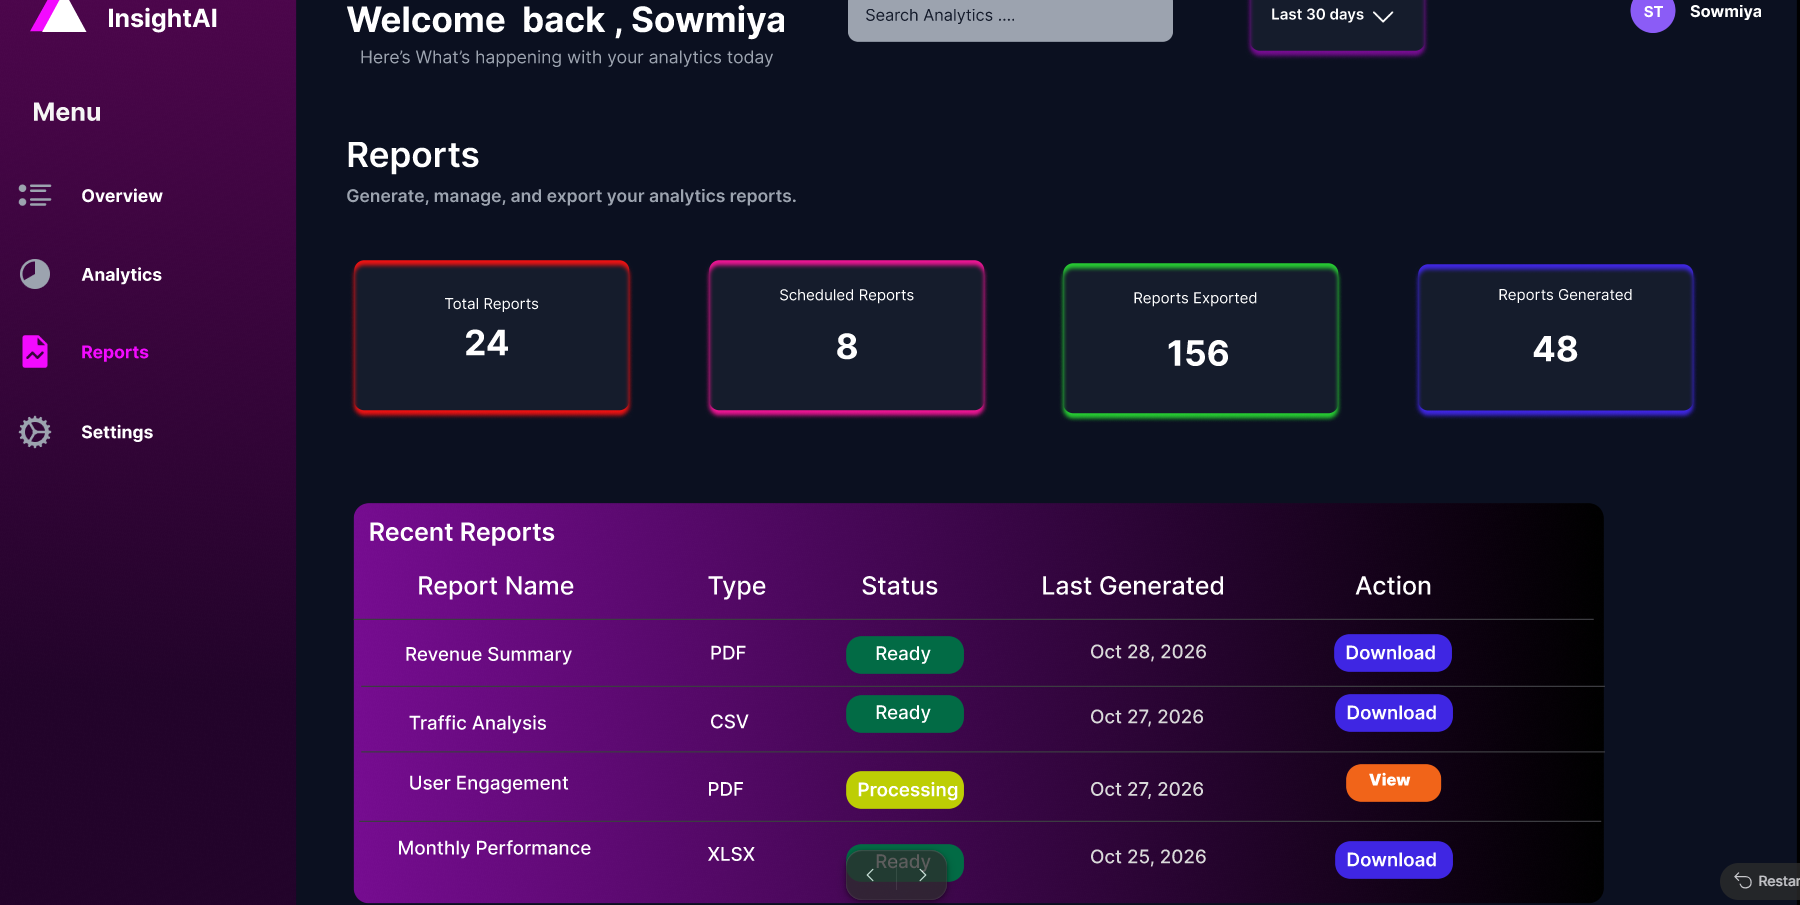 InsightAI
Welcome back , Sowmiya
Search Analytics ....
Last 30 days
ST
Sowmiya
Here’s What’s happening with your analytics today
Menu
Overview
Analytics
Reports
Settings
Reports
Generate, manage, and export your analytics reports.
Total Reports
24
Scheduled Reports
8
Reports Exported
156
Reports Generated
48
Recent Reports
Report Name Type Status Last Generated Action
Revenue Summary PDF Ready Oct 28, 2026 Download
Traffic Analysis CSV Ready Oct 27, 2026 Download
User Engagement PDF Processing Oct 27, 2026 View
Monthly Performance XLSX Ready Oct 25, 2026 Download
Restar